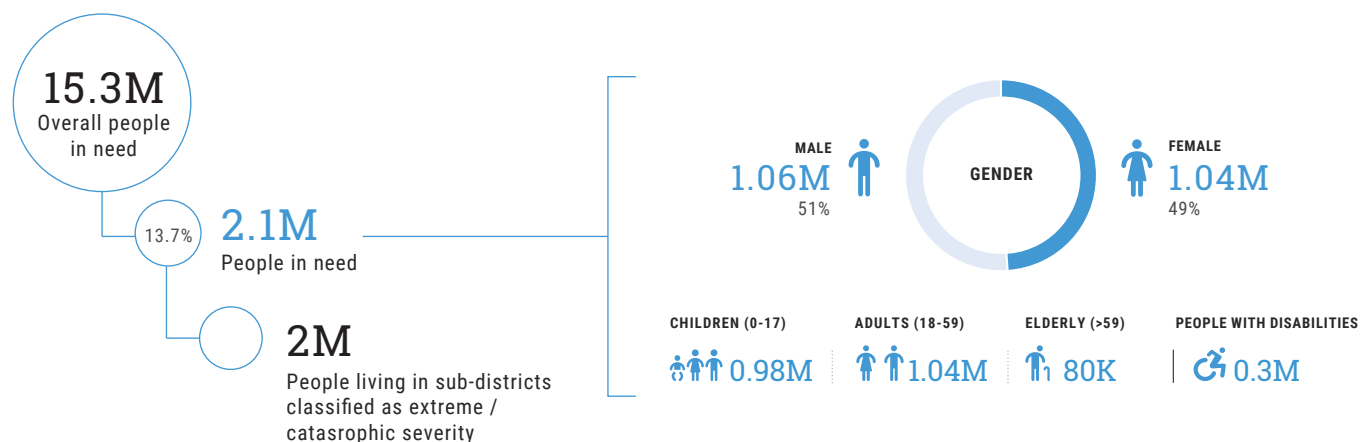 15.3M
Overall people
in need
13.7%
2.1M
People in need
2M
People living in sub-districts
classified as extreme /
catasrophic severity
MALE
1.06M
51%
GENDER
FEMALE
1.04M
49%
CHILDREN (0-17)
0.98M
ADULTS (18-59)
1.04M
ELDERLY (>59)
80K
PEOPLE WITH DISABILITIES
0.3M